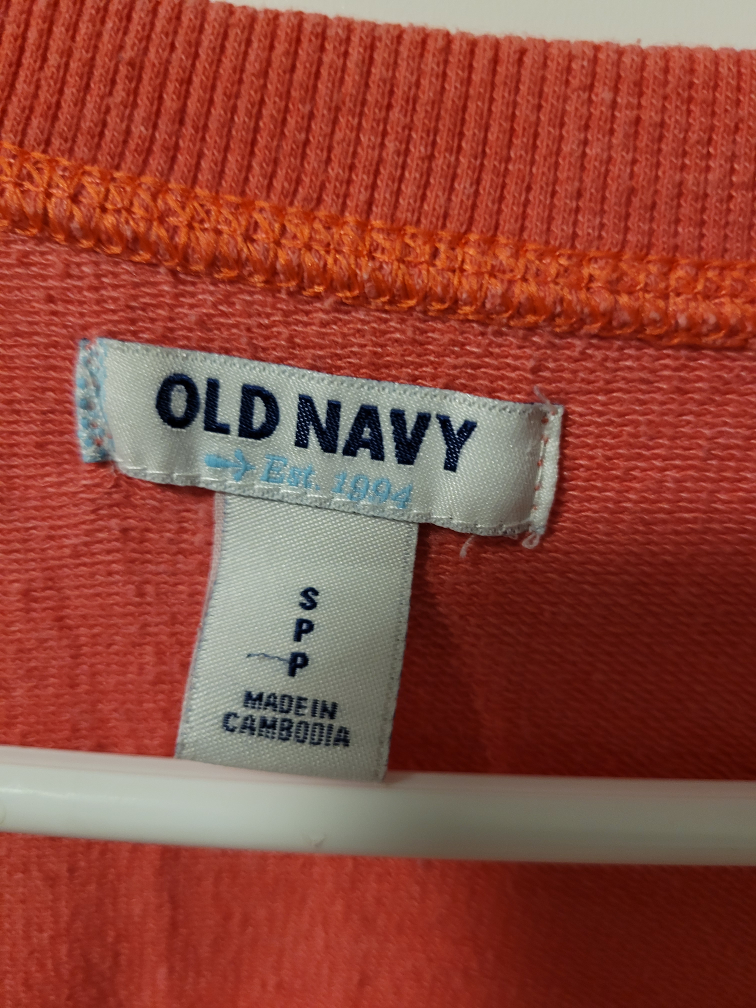 OLD NAVY
Est. 1994
S
P
P
MADE IN
CAMBODIA